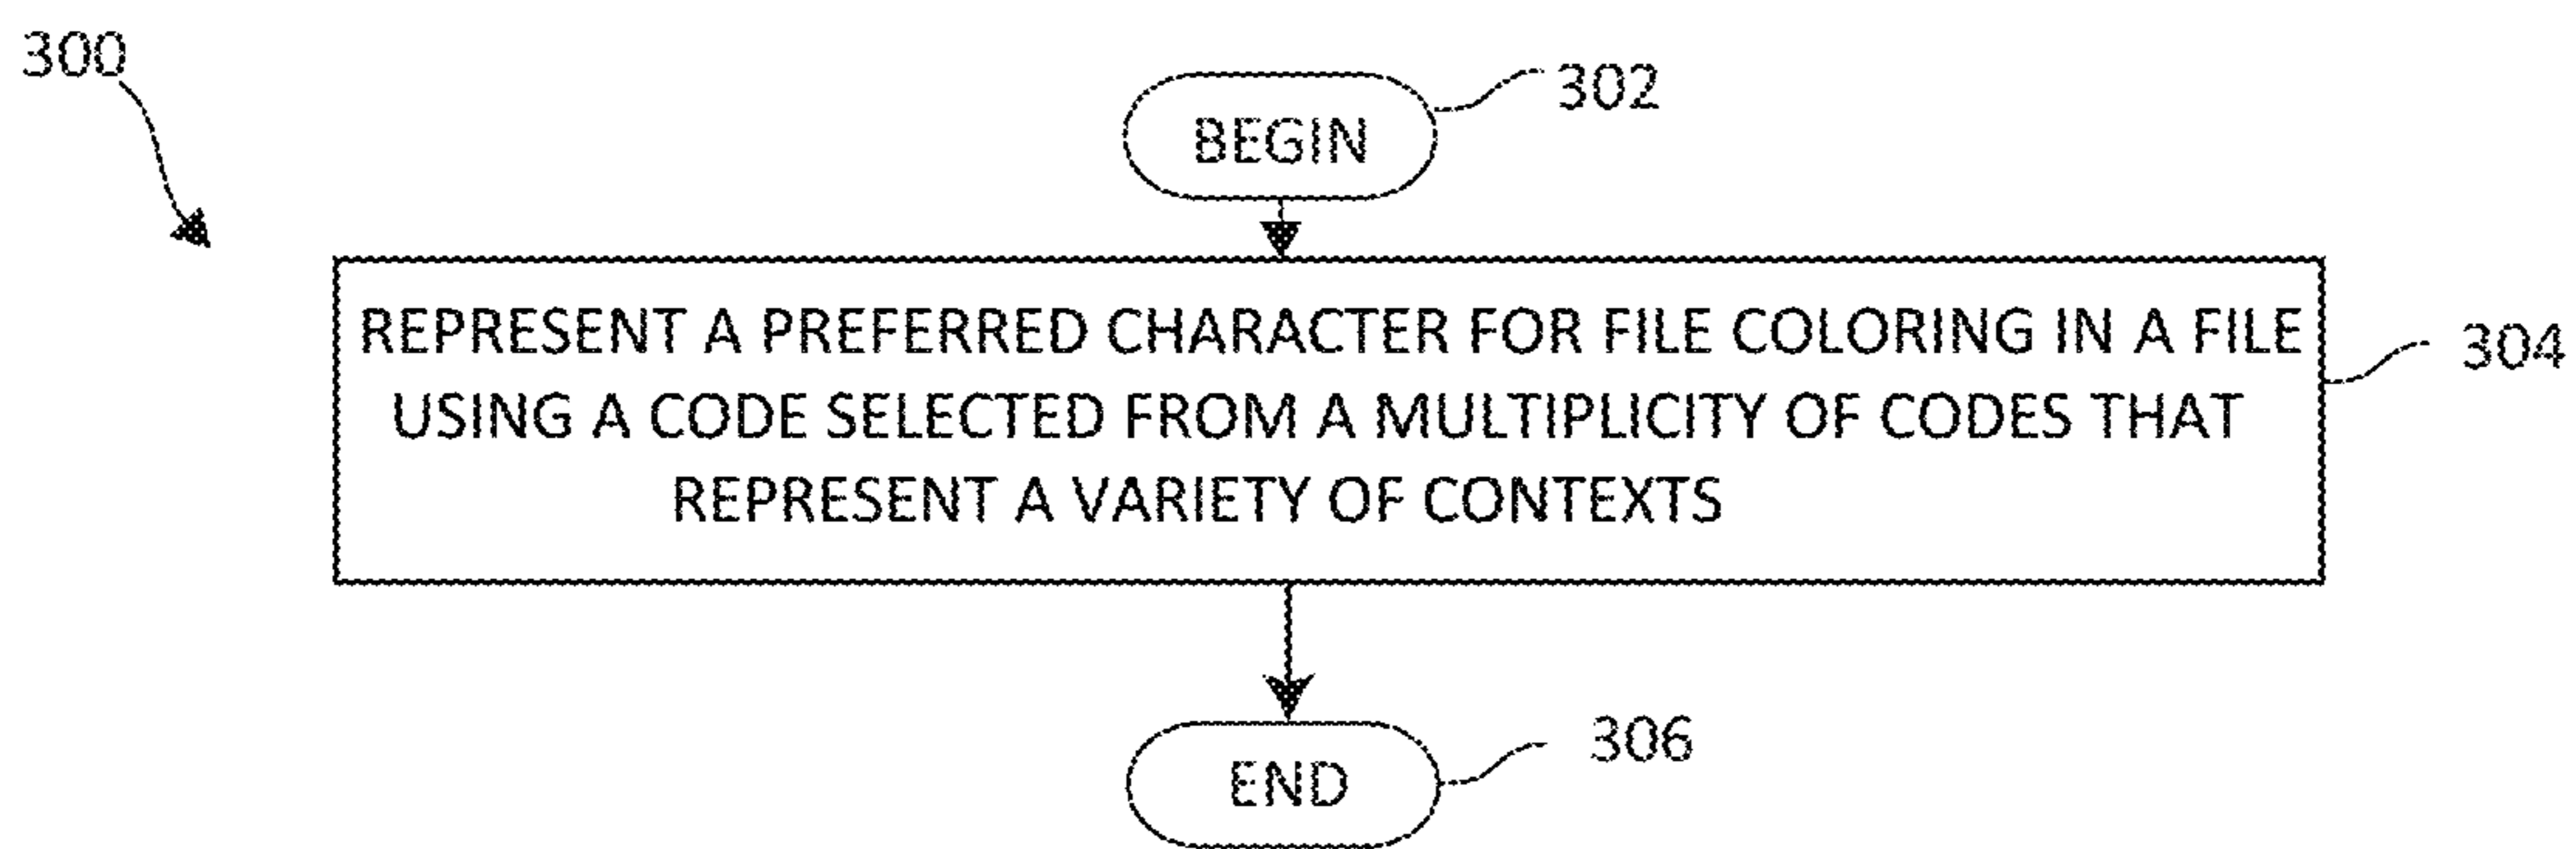 300
302
BEGIN
REPRESENT A PREFERRED CHARACTER FOR FILE COLORING IN A FILE
304
USING A CODE SELECTED FROM A MULTIPLICITY OF CODES THAT
REPRESENT A VARIETY OF CONTEXTS
306
END